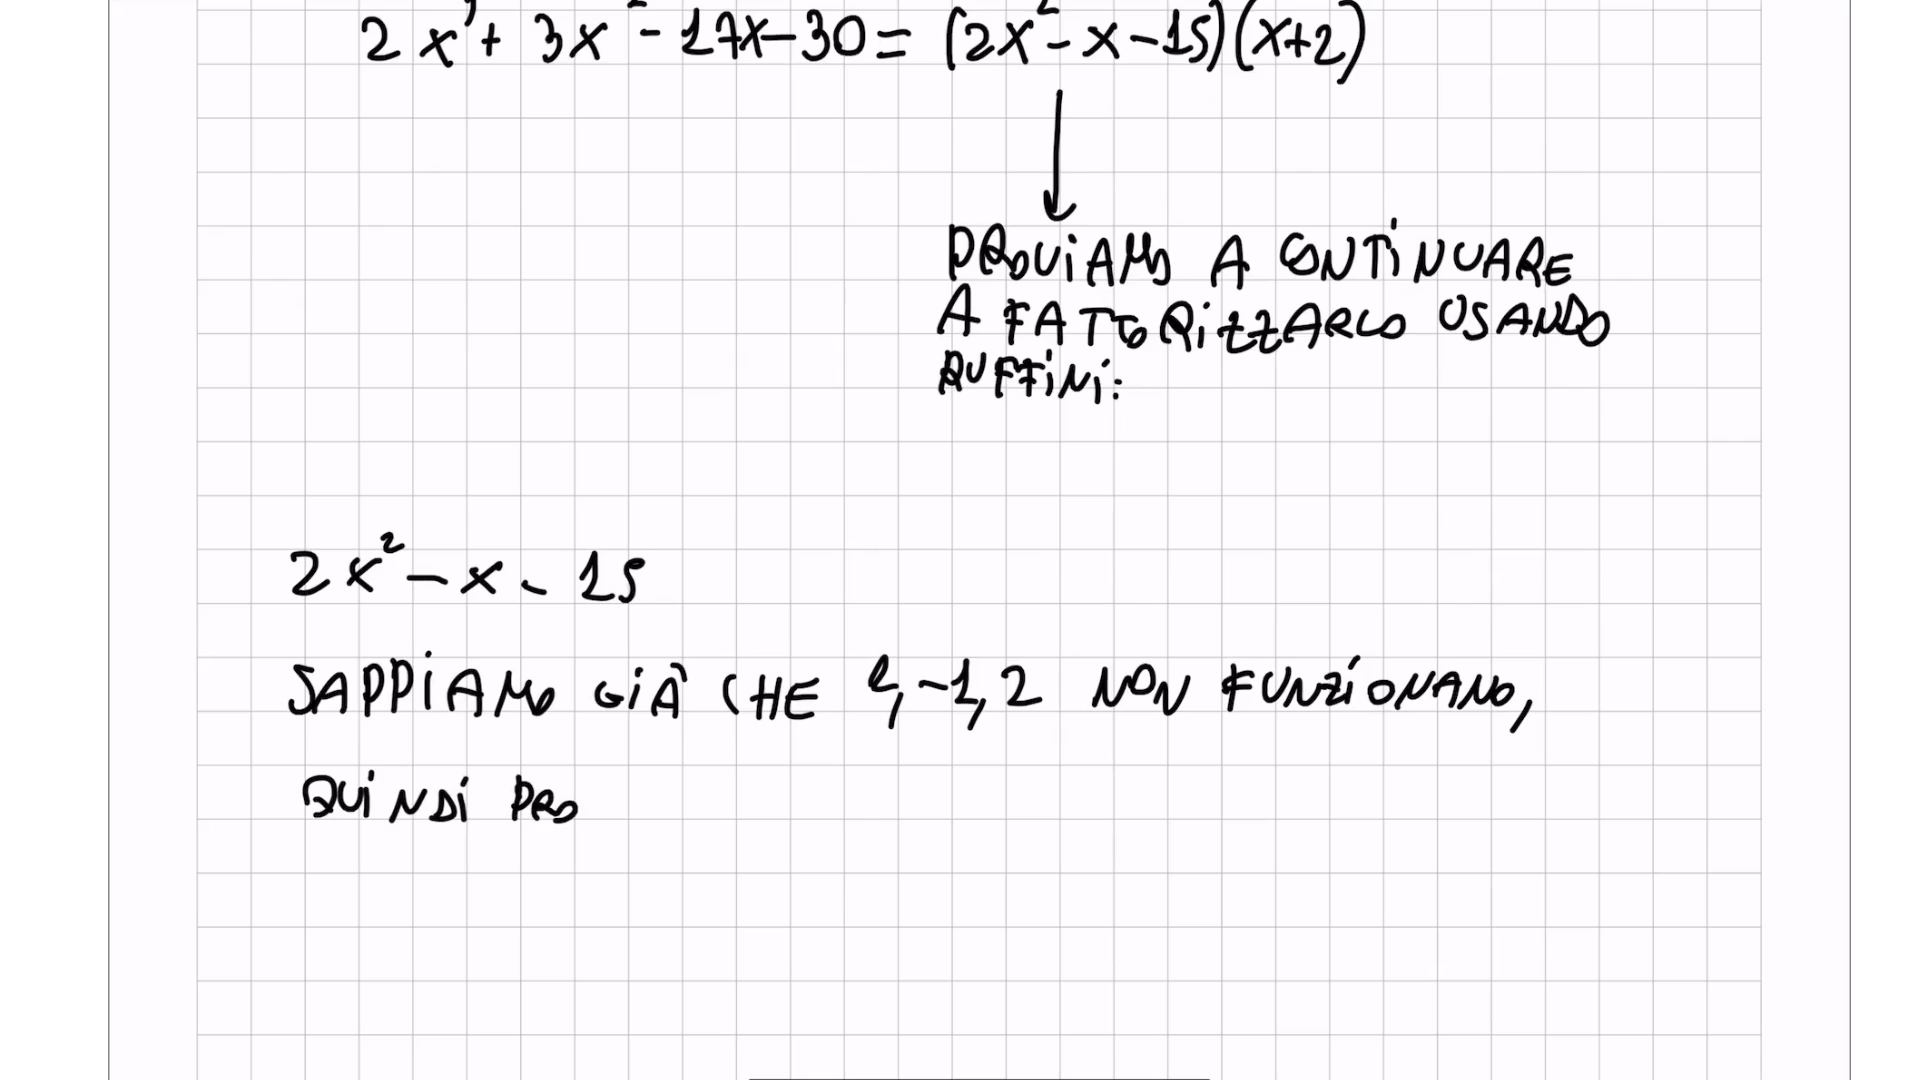 2x³+ 3x²- 17x-30= (2x²- x-15)(x+2)
PROVIAMO A CONTINUARE
A FATTORIZZARLO USANDO
RUFFINI:
2x²- x - 15
SAPPIAMO GIÀ CHE 1, -1, 2 NON FUNZIONANO,
QUINDI PRO